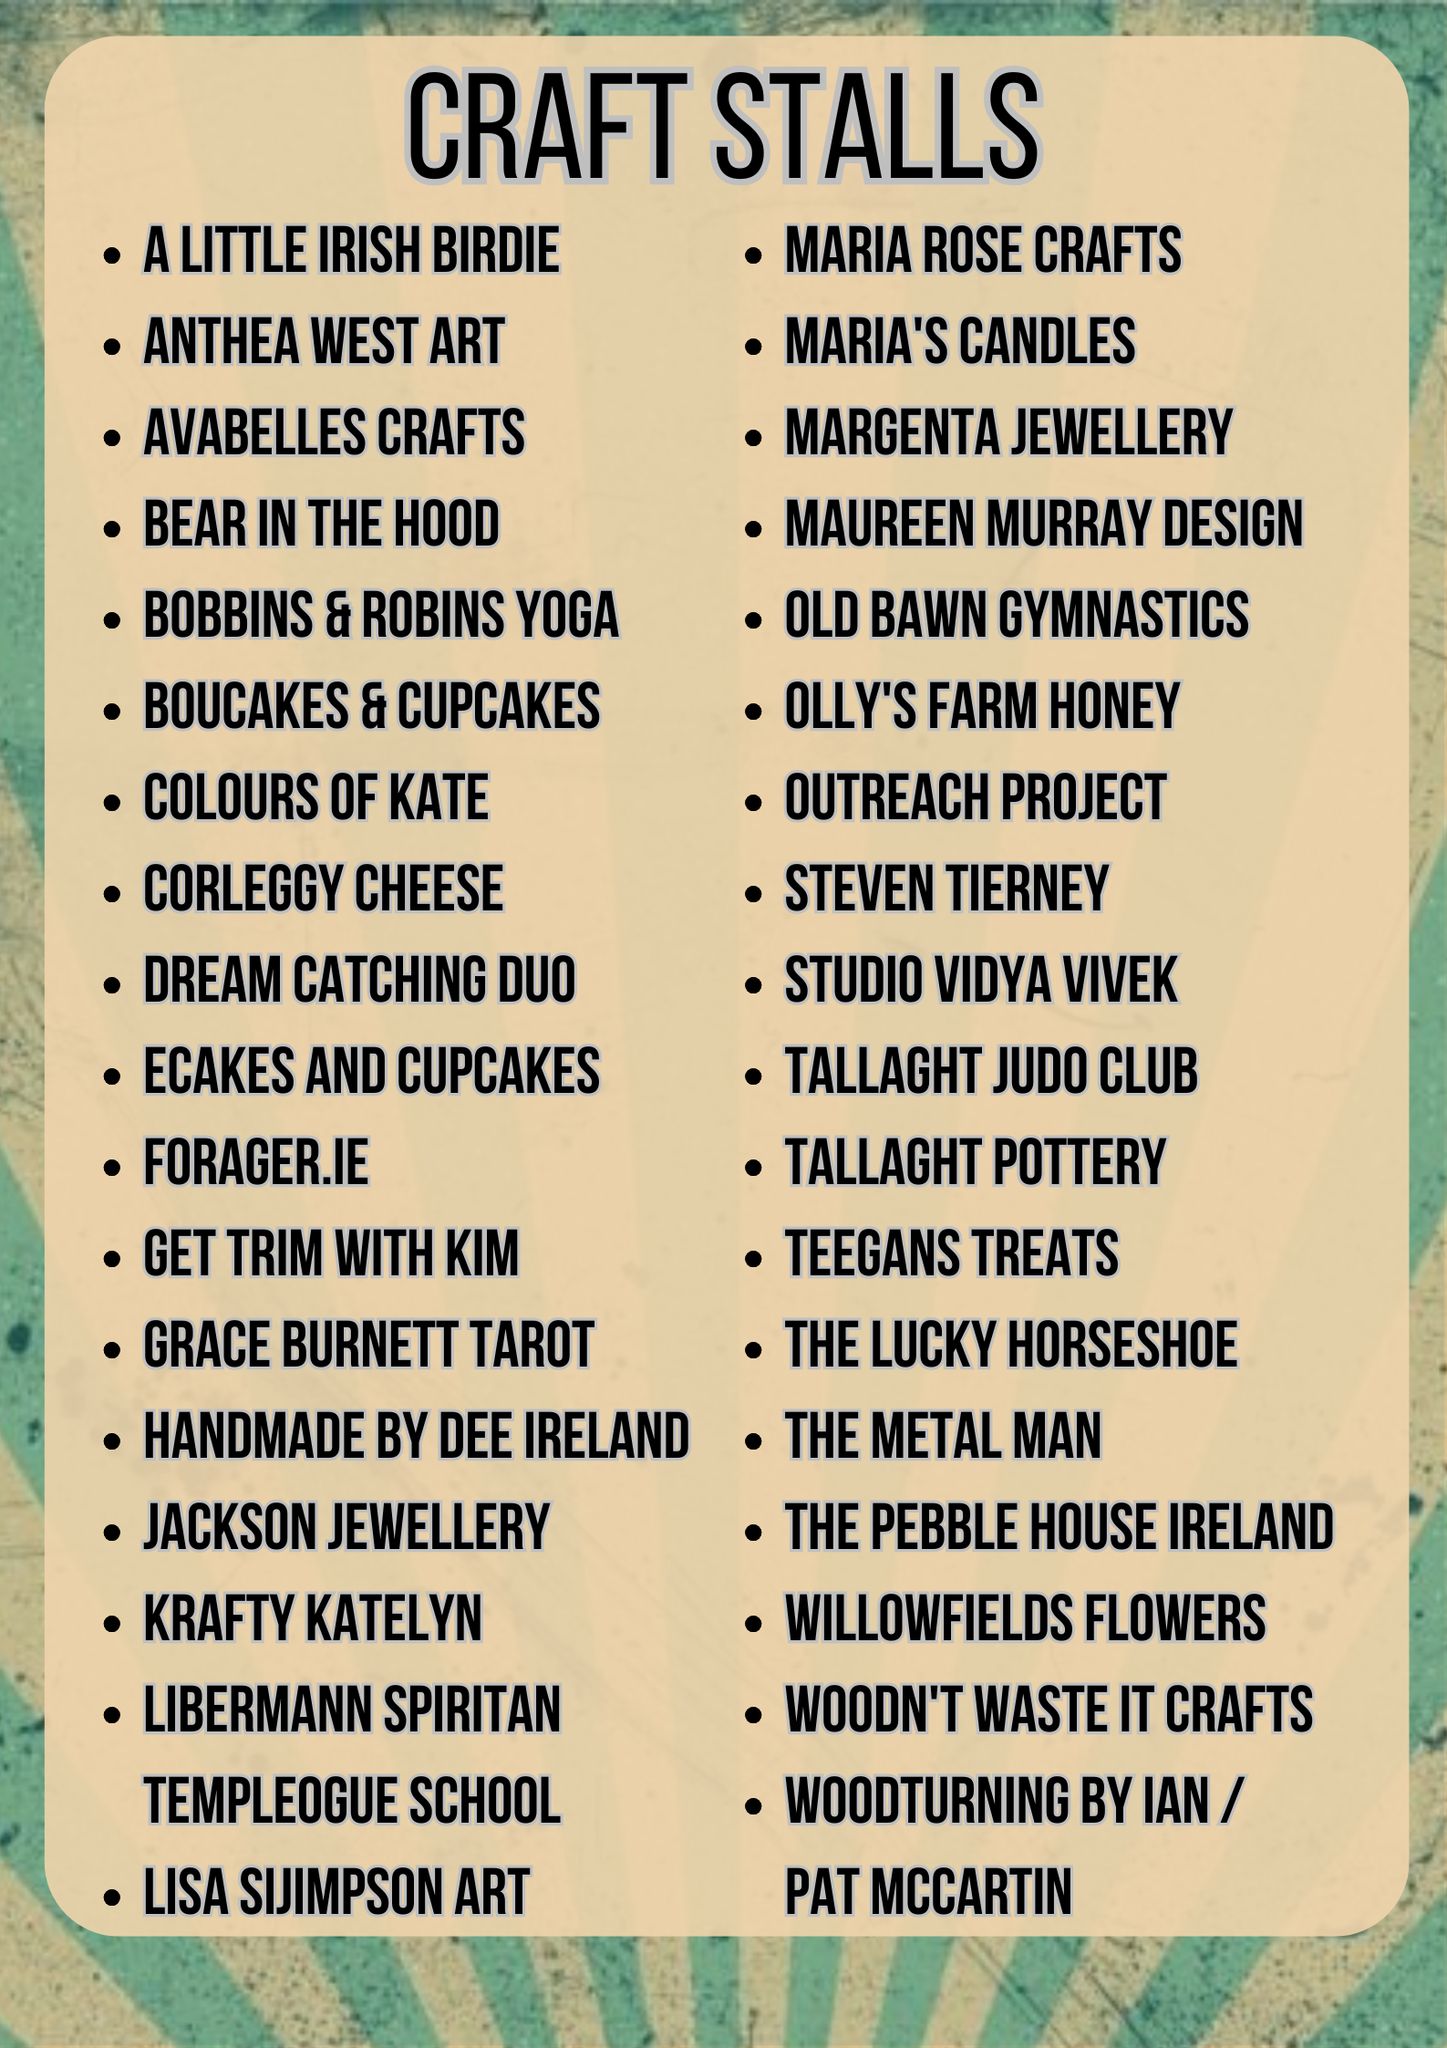 CRAFT STALLS
• A LITTLE IRISH BIRDIE
• ANTHEA WEST ART
• AVABELLES CRAFTS
• BEAR IN THE HOOD
• BOBBINS & ROBINS YOGA
• BOUCAKES & CUPCAKES
• COLOURS OF KATE
• CORLEGGY CHEESE
• DREAM CATCHING DUO
• ECAKES AND CUPCAKES
• FORAGER.IE
• GET TRIM WITH KIM
• GRACE BURNETT TAROT
• HANDMADE BY DEE IRELAND
• JACKSON JEWELLERY
• KRAFTY KATELYN
• LIBERMANN SPIRITAN
TEMPLEOGUE SCHOOL
• LISA SIJIMPSON ART
• MARIA ROSE CRAFTS
• MARIA'S CANDLES
• MARGENTA JEWELLERY
• MAUREEN MURRAY DESIGN
• OLD BAWN GYMNASTICS
• OLLY'S FARM HONEY
• OUTREACH PROJECT
• STEVEN TIERNEY
• STUDIO VIDYA VIVEK
• TALLAGHT JUDO CLUB
• TALLAGHT POTTERY
• TEEGANS TREATS
• THE LUCKY HORSESHOE
• THE METAL MAN
• THE PEBBLE HOUSE IRELAND
• WILLOWFIELDS FLOWERS
• WOODN'T WASTE IT CRAFTS
• WOODTURNING BY IAN /
PAT MCCARTIN